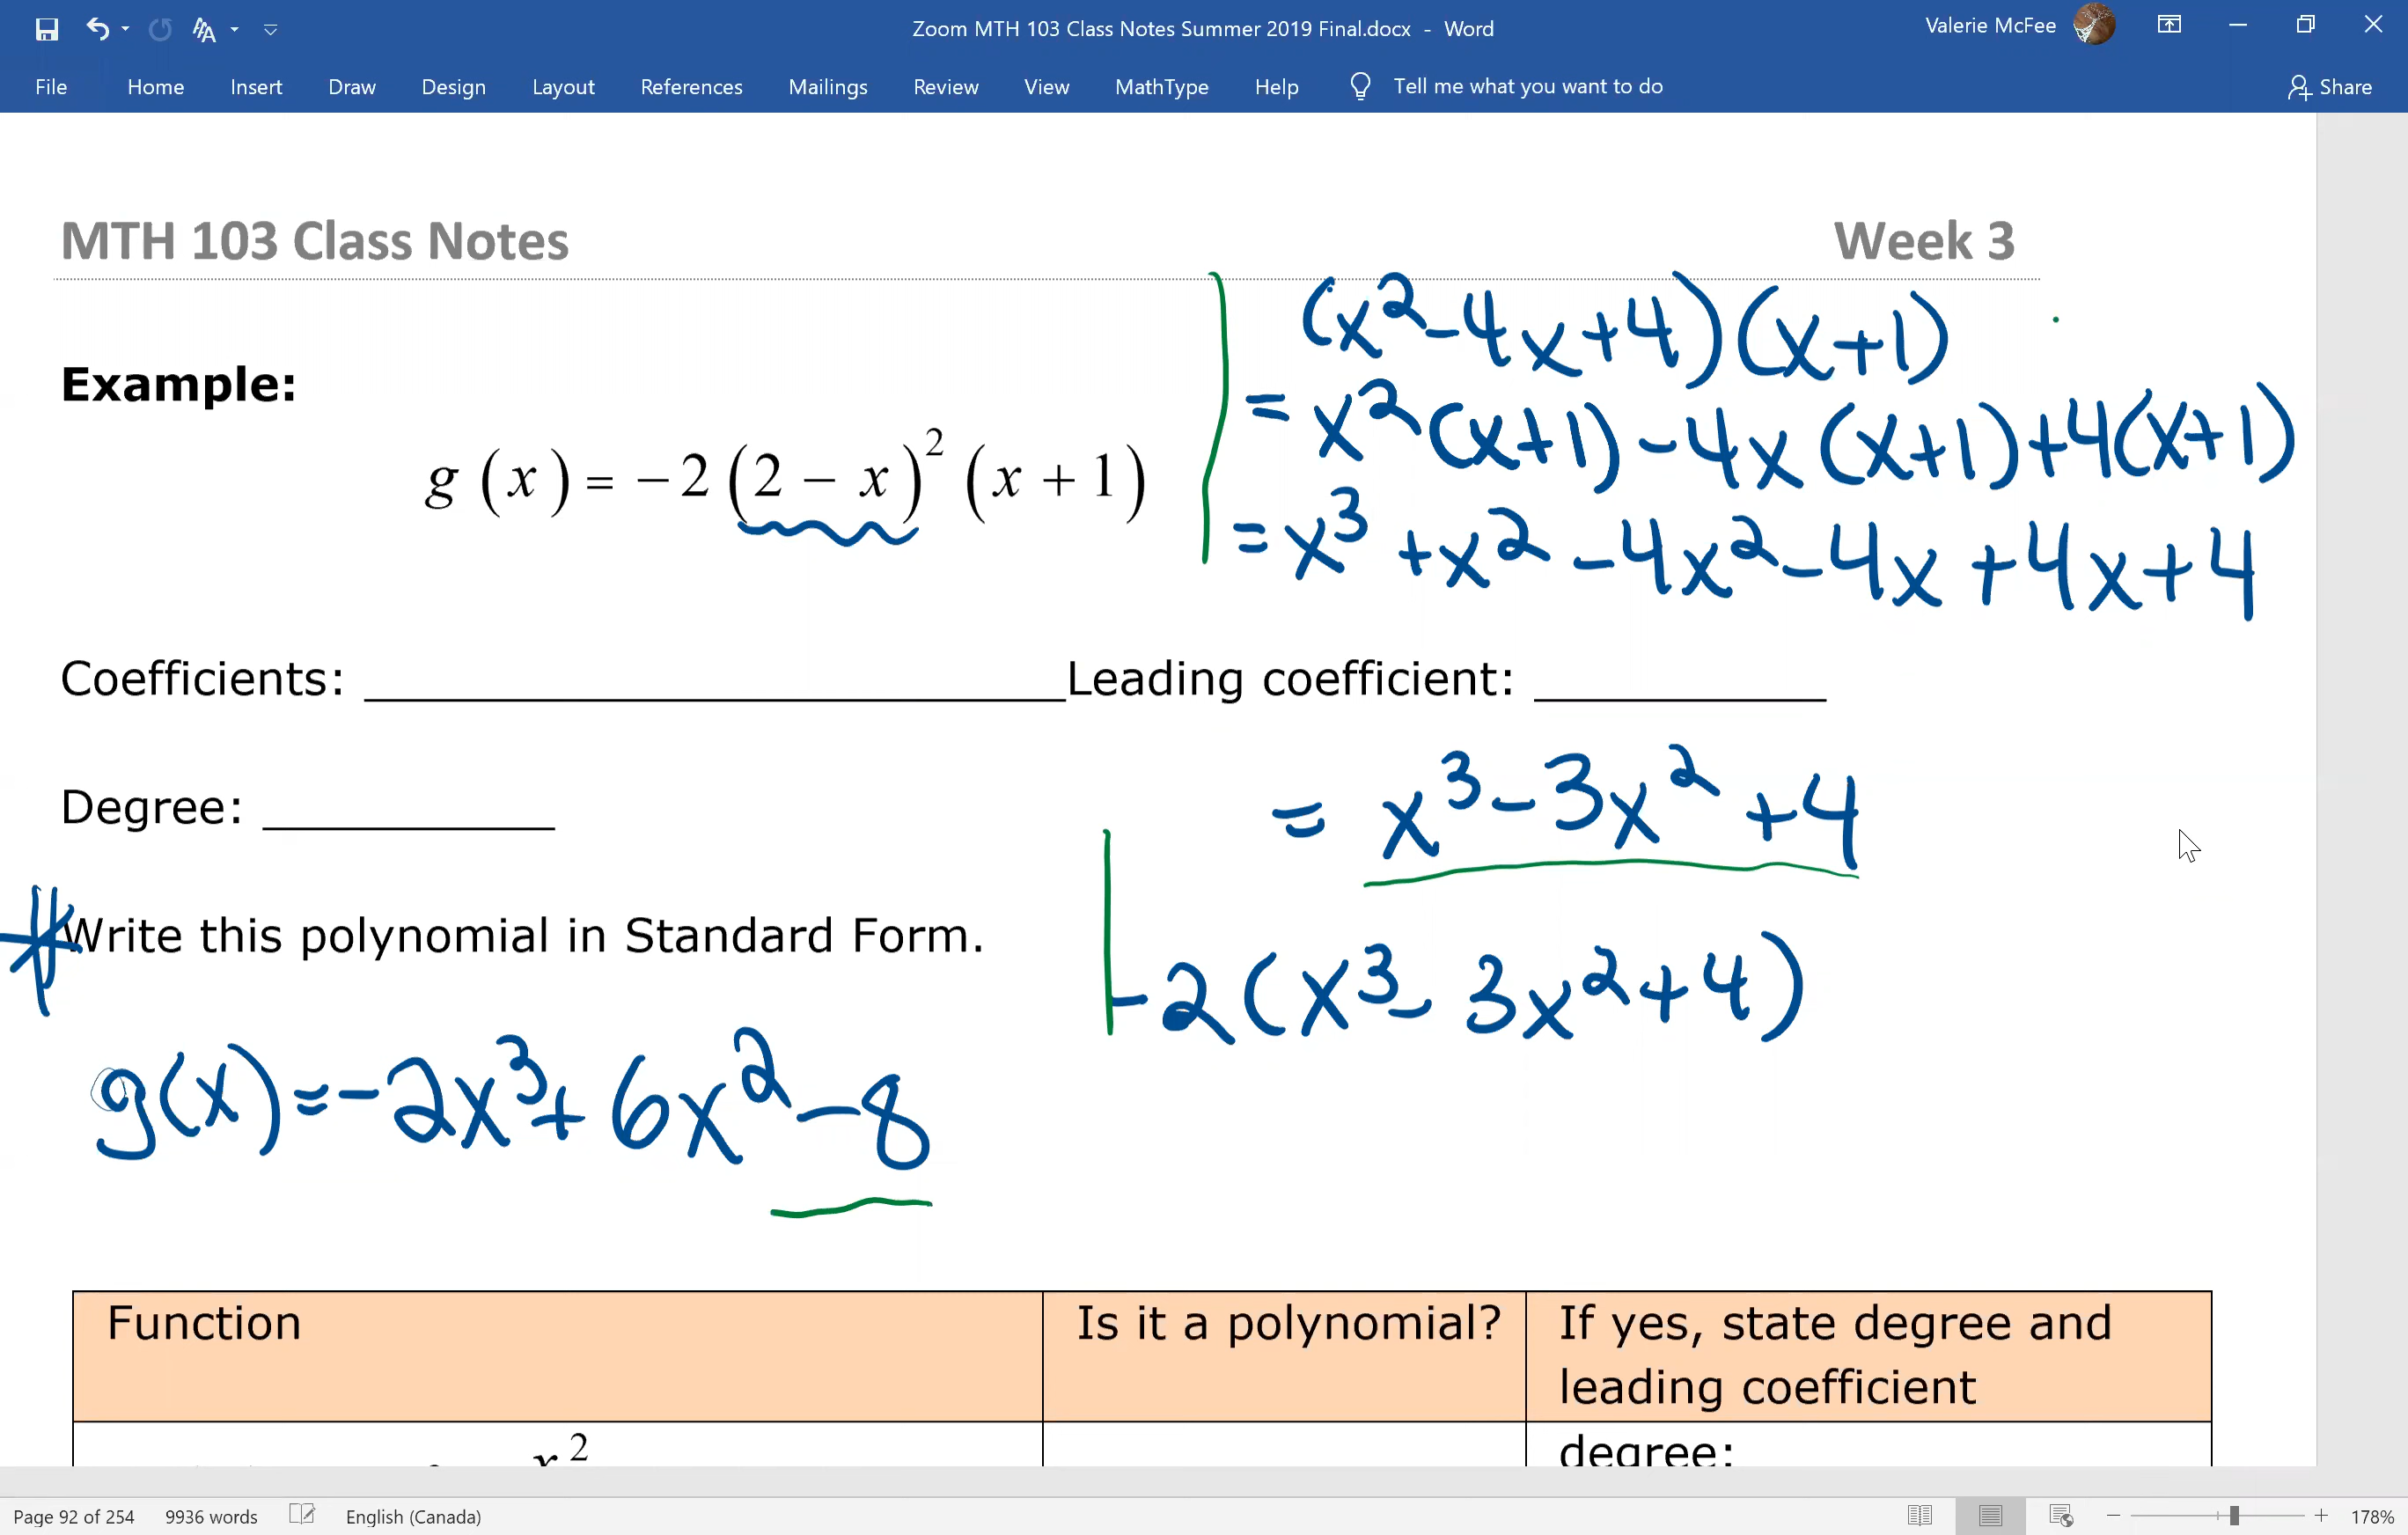 Zoom MTH 103 Class Notes Summer 2019 Final.docx - Word
Valerie McFee
File Home Insert Draw Design Layout References Mailings Review View MathType Help Tell me what you want to do Share
MTH 103 Class Notes Week 3
(x²-4x+4)(x+1)
Example:
= x²(x+1)-4x(x+1)+4(x+1)
g(x) = -2(2 - x)²(x + 1)
= x³ +x² -4x² -4x +4x+4
Coefficients: ____________________ Leading coefficient: __________
= x³-3x² +4
Degree: __________
Write this polynomial in Standard Form.
-2(x³- 3x²+4)
g(x)=-2x³+ 6x²-8
Function Is it a polynomial? If yes, state degree and
leading coefficient
x²
degree:
Page 92 of 254 9936 words English (Canada) 178%